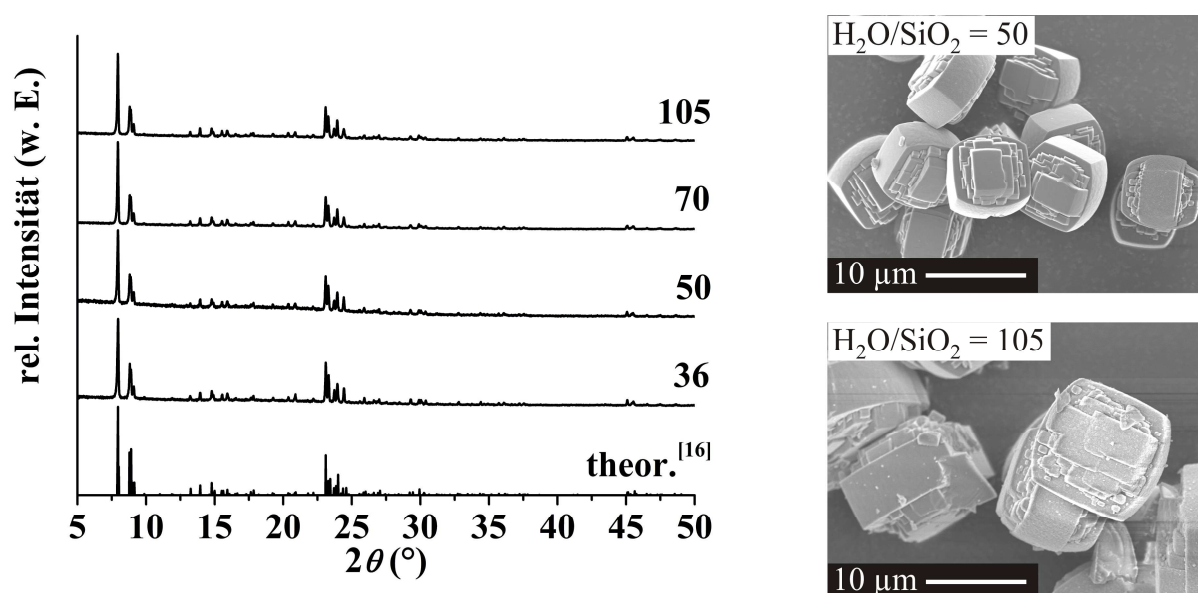 rel. Intensität (w. E.)
105
70
50
36
theor.[16]
5 10 15 20 25 30 35 40 45 50
2θ (°)
H₂O/SiO₂ = 50
10 µm
H₂O/SiO₂ = 105
10 µm